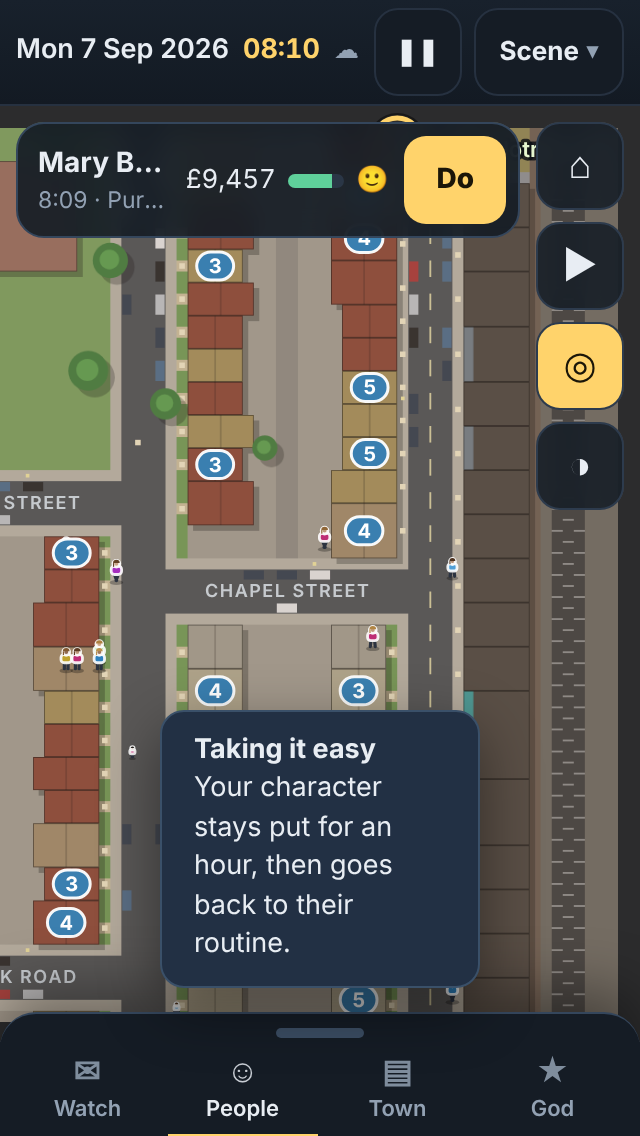 Mon 7 Sep 2026 08:10
Scene ▾
Mary B...
8:09 · Pur...
£9,457
Do
4
3
5
3
5
4
STREET
3
CHAPEL STREET
4
3
Taking it easy
Your character
stays put for an
hour, then goes
back to their
routine.
3
4
K ROAD
5
Watch
People
Town
God